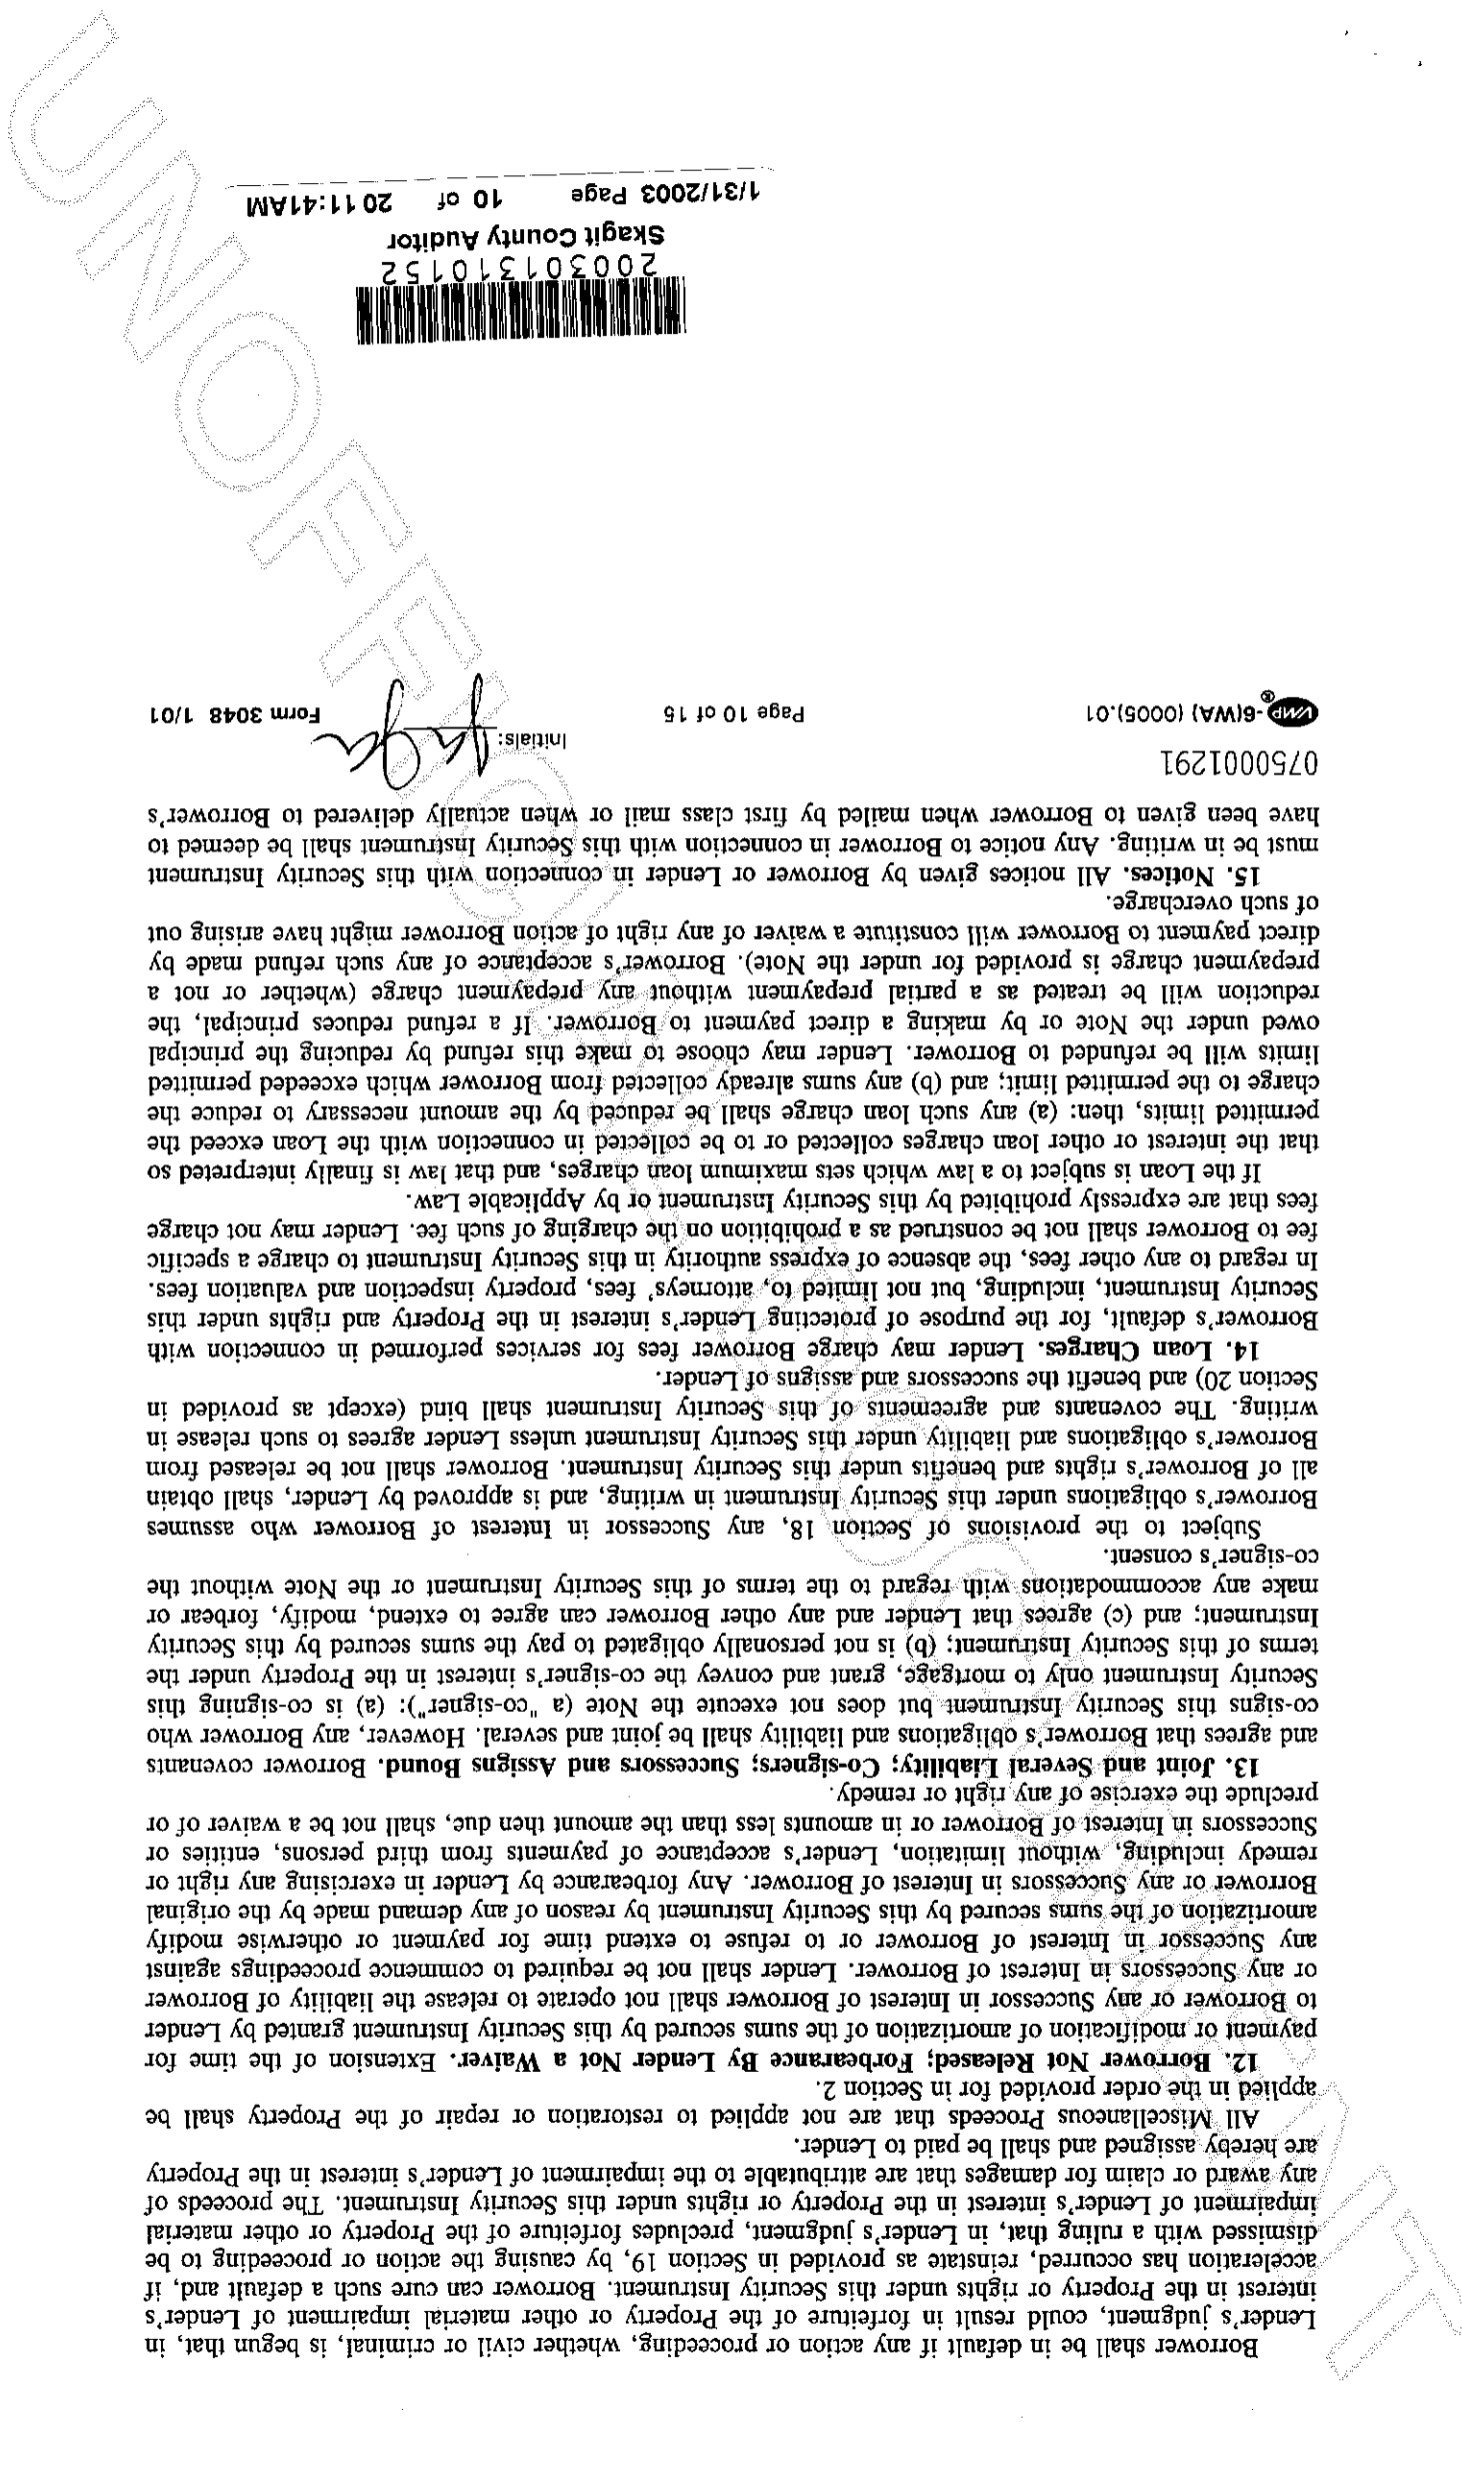 Borrower shall be in default if any action or proceeding, whether civil or criminal, is begun that, in
Lender's judgment, could result in forfeiture of the Property or other material impairment of Lender's
interest in the Property or rights under this Security Instrument. Borrower can cure such a default and, if
acceleration has occurred, reinstate as provided in Section 19, by causing the action or proceeding to be
dismissed with a ruling that, in Lender's judgment, precludes forfeiture of the Property or other material
impairment of Lender's interest in the Property or rights under this Security Instrument. The proceeds of
any award or claim for damages that are attributable to the impairment of Lender's interest in the Property
are hereby assigned and shall be paid to Lender.
All Miscellaneous Proceeds that are not applied to restoration or repair of the Property shall be
applied in the order provided for in Section 2.
12. Borrower Not Released; Forbearance By Lender Not a Waiver. Extension of the time for
payment or modification of amortization of the sums secured by this Security Instrument granted by Lender
to Borrower or any Successor in Interest of Borrower shall not operate to release the liability of Borrower
or any Successors in Interest of Borrower. Lender shall not be required to commence proceedings against
any Successor in Interest of Borrower or to refuse to extend time for payment or otherwise modify
amortization of the sums secured by this Security Instrument by reason of any demand made by the original
Borrower or any Successors in Interest of Borrower. Any forbearance by Lender in exercising any right or
remedy including, without limitation, Lender's acceptance of payments from third persons, entities or
Successors in Interest of Borrower or in amounts less than the amount then due, shall not be a waiver of or
preclude the exercise of any right or remedy.
13. Joint and Several Liability; Co-signers; Successors and Assigns Bound. Borrower covenants
and agrees that Borrower's obligations and liability shall be joint and several. However, any Borrower who
co-signs this Security Instrument but does not execute the Note (a "co-signer"): (a) is co-signing this
Security Instrument only to mortgage, grant and convey the co-signer's interest in the Property under the
terms of this Security Instrument; (b) is not personally obligated to pay the sums secured by this Security
Instrument; and (c) agrees that Lender and any other Borrower can agree to extend, modify, forbear or
make any accommodations with regard to the terms of this Security Instrument or the Note without the
co-signer's consent.
Subject to the provisions of Section 18, any Successor in Interest of Borrower who assumes
Borrower's obligations under this Security Instrument in writing, and is approved by Lender, shall obtain
all of Borrower's rights and benefits under this Security Instrument. Borrower shall not be released from
Borrower's obligations and liability under this Security Instrument unless Lender agrees to such release in
writing. The covenants and agreements of this Security Instrument shall bind (except as provided in
Section 20) and benefit the successors and assigns of Lender.
14. Loan Charges. Lender may charge Borrower fees for services performed in connection with
Borrower's default, for the purpose of protecting Lender's interest in the Property and rights under this
Security Instrument, including, but not limited to, attorneys' fees, property inspection and valuation fees.
In regard to any other fees, the absence of express authority in this Security Instrument to charge a specific
fee to Borrower shall not be construed as a prohibition on the charging of such fee. Lender may not charge
fees that are expressly prohibited by this Security Instrument or by Applicable Law.
If the Loan is subject to a law which sets maximum loan charges, and that law is finally interpreted so
that the interest or other loan charges collected or to be collected in connection with the Loan exceed the
permitted limits, then: (a) any such loan charge shall be reduced by the amount necessary to reduce the
charge to the permitted limit; and (b) any sums already collected from Borrower which exceeded permitted
limits will be refunded to Borrower. Lender may choose to make this refund by reducing the principal
owed under the Note or by making a direct payment to Borrower. If a refund reduces principal, the
reduction will be treated as a partial prepayment without any prepayment charge (whether or not a
prepayment charge is provided for under the Note). Borrower's acceptance of any such refund made by
direct payment to Borrower will constitute a waiver of any right of action Borrower might have arising out
of such overcharge.
15. Notices. All notices given by Borrower or Lender in connection with this Security Instrument
must be in writing. Any notice to Borrower in connection with this Security Instrument shall be deemed to
have been given to Borrower when mailed by first class mail or when actually delivered to Borrower's
0750001291
Initials:
VMP®-6(WA) (0005).01 Page 10 of 15 Form 3048 1/01
200301310152
Skagit County Auditor
1/31/2003 Page 10 of 20 11:41AM
UNOFFICIAL DOCUMENT